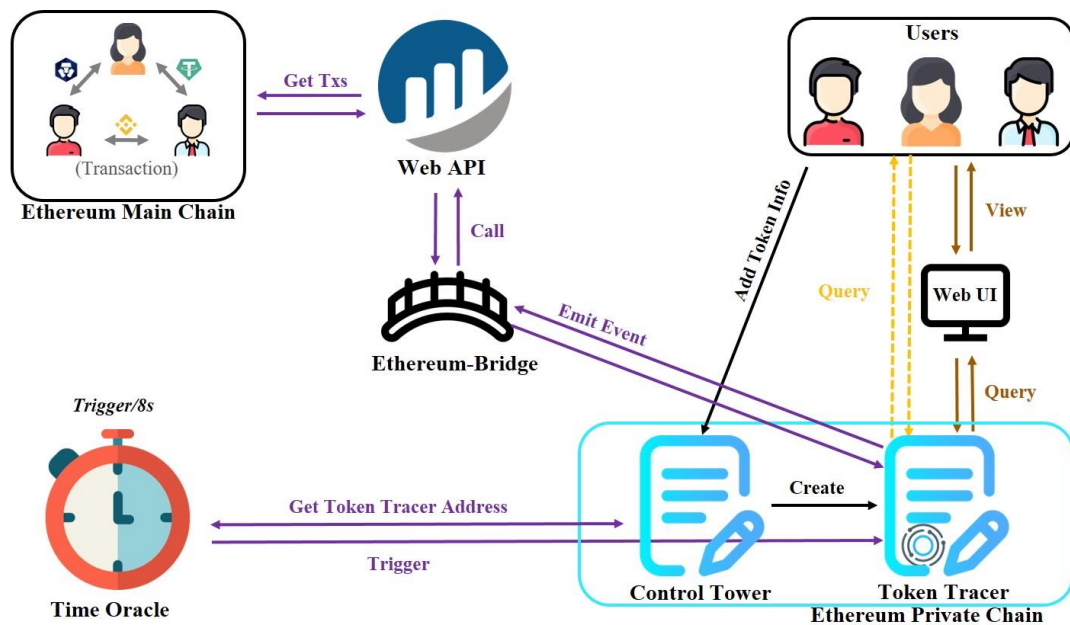 Users
Get Txs
(Transaction)
Web API
Ethereum Main Chain
Call
Add Token Info
View
Query
Web UI
Emit Event
Ethereum-Bridge
Query
Trigger/8s
Create
Get Token Tracer Address
Trigger
Time Oracle
Control Tower
Token Tracer
Ethereum Private Chain